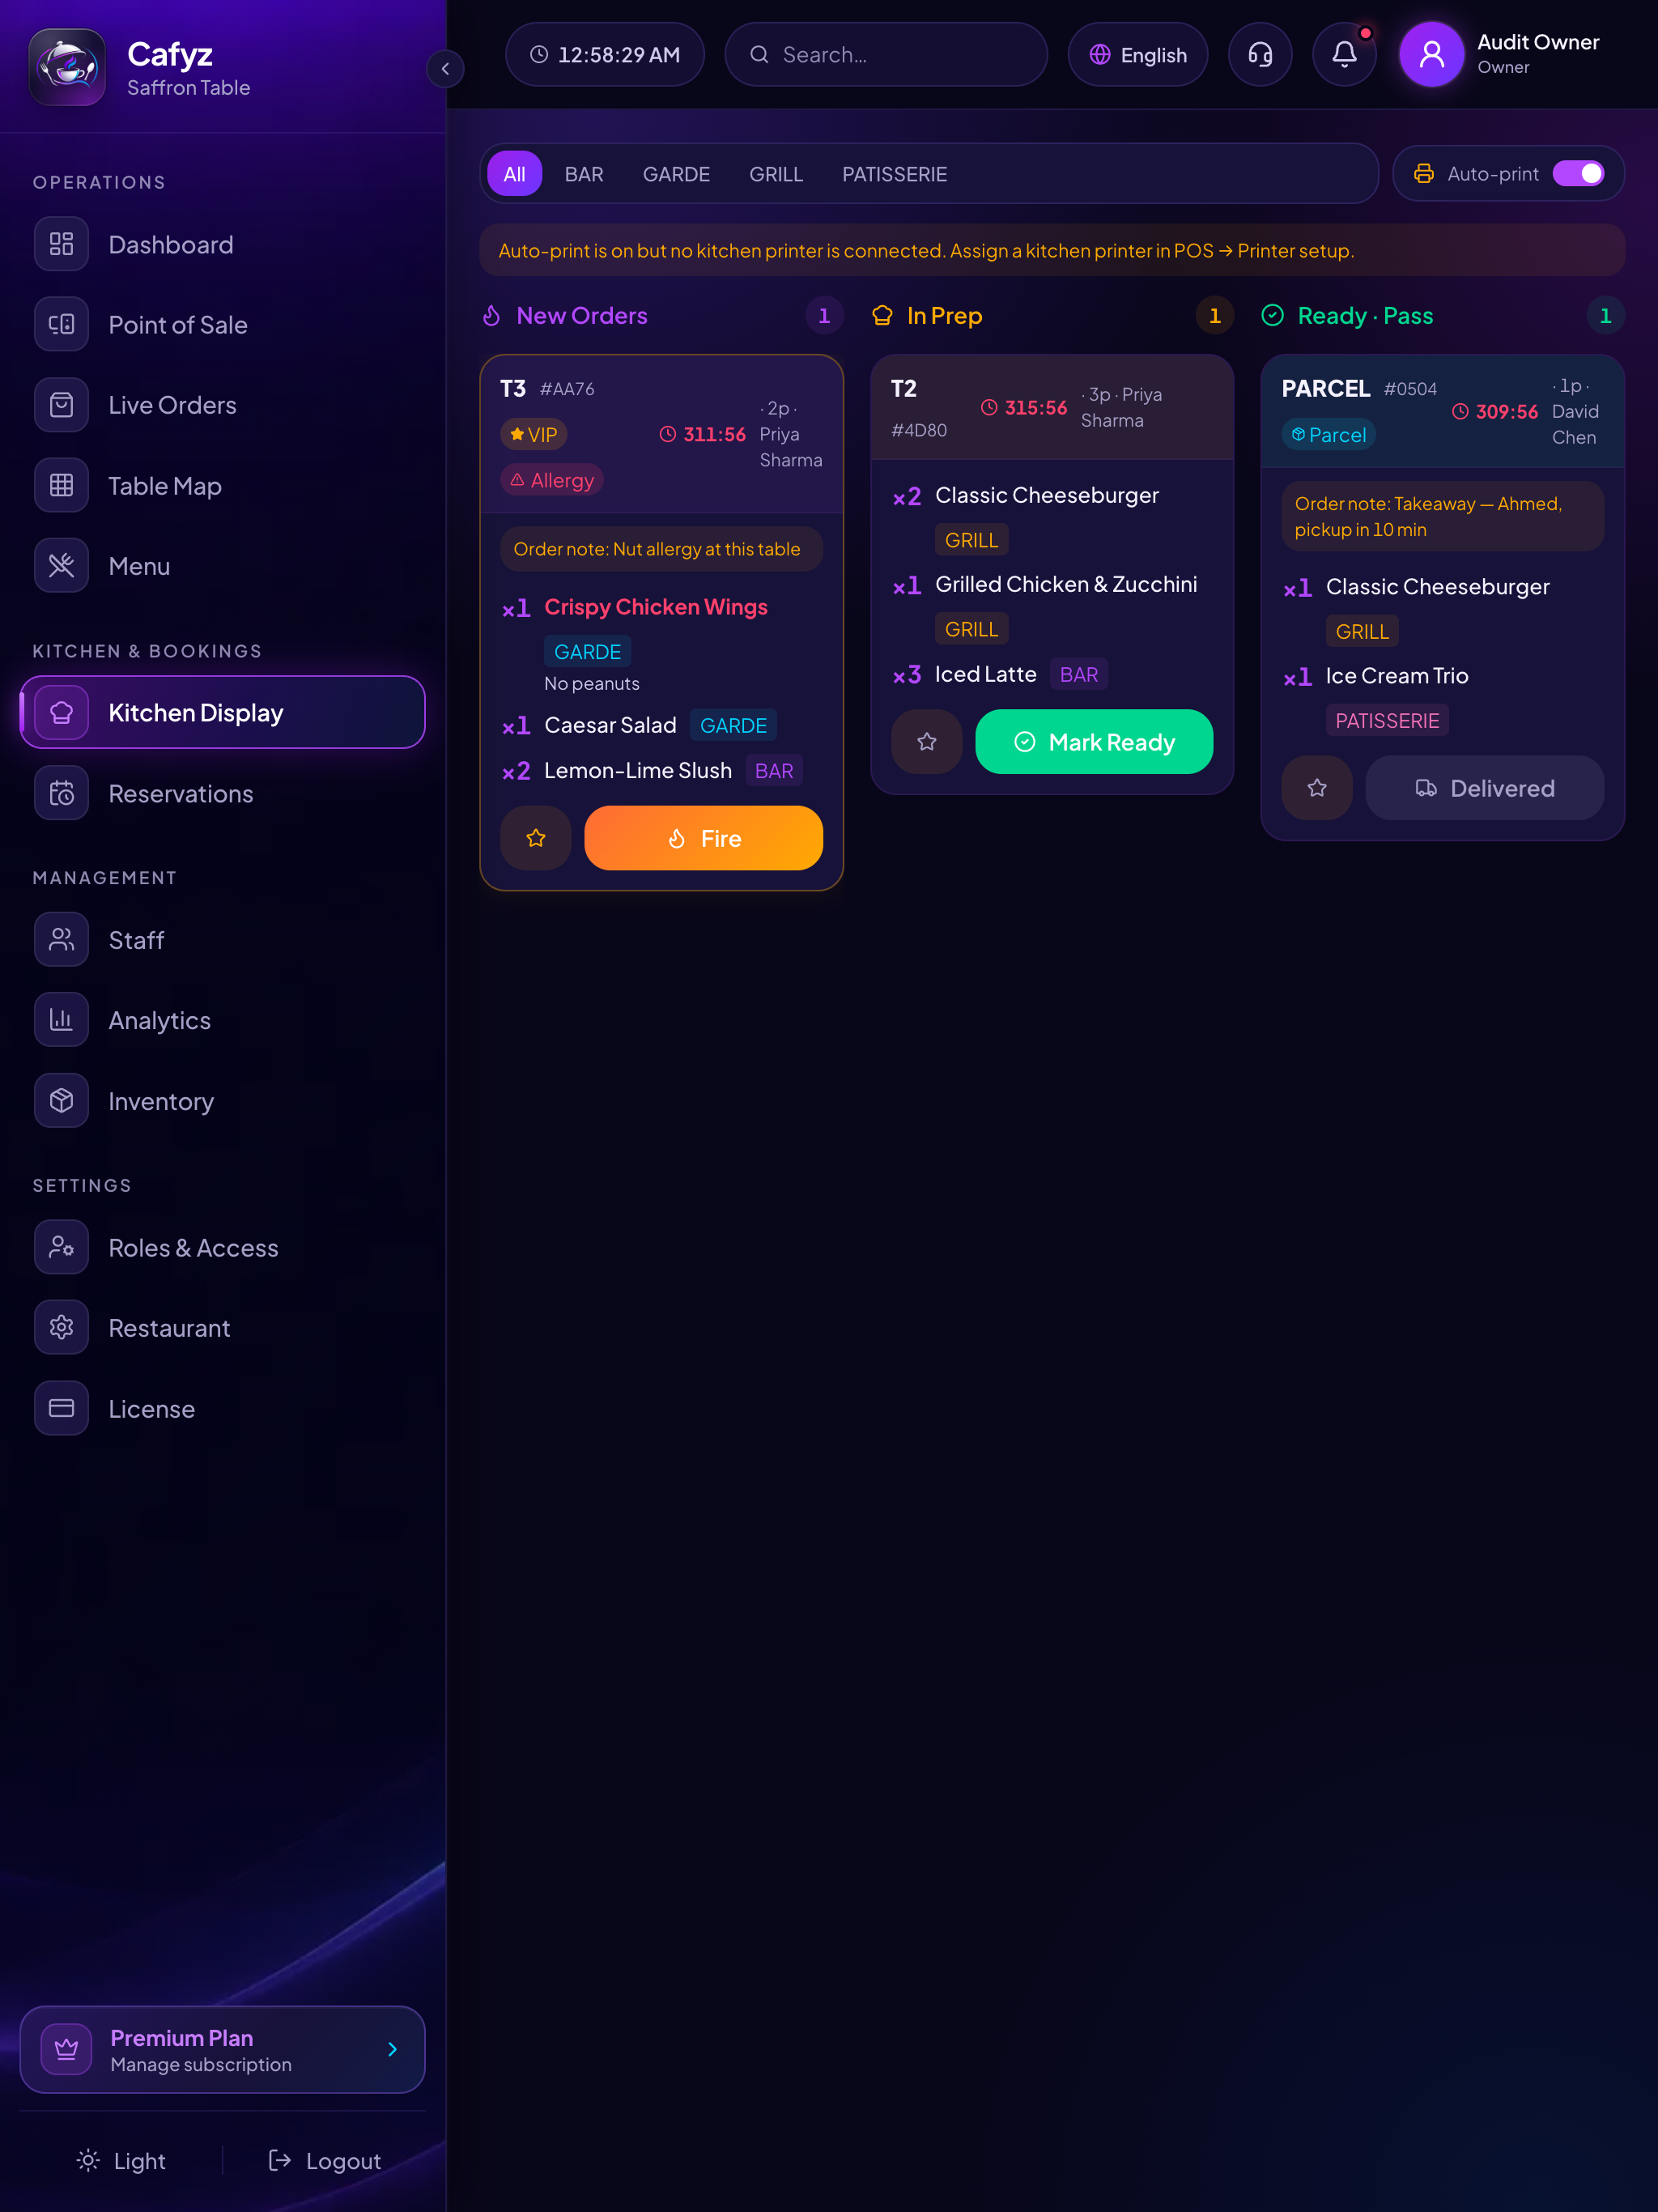 Cafyz
Saffron Table
12:58:29 AM
Search...
English
Audit Owner
Owner
OPERATIONS
Dashboard
Point of Sale
Live Orders
Table Map
Menu
KITCHEN & BOOKINGS
Kitchen Display
Reservations
MANAGEMENT
Staff
Analytics
Inventory
SETTINGS
Roles & Access
Restaurant
License
Premium Plan
Manage subscription
Light
Logout
All
BAR
GARDE
GRILL
PATISSERIE
Auto-print
Auto-print is on but no kitchen printer is connected. Assign a kitchen printer in POS → Printer setup.
New Orders
1
T3 #AA76
VIP
Allergy
311:56
· 2p ·
Priya
Sharma
Order note: Nut allergy at this table
×1 Crispy Chicken Wings
GARDE
No peanuts
×1 Caesar Salad GARDE
×2 Lemon-Lime Slush BAR
Fire
In Prep
1
T2
#4D80
315:56
· 3p · Priya
Sharma
×2 Classic Cheeseburger
GRILL
×1 Grilled Chicken & Zucchini
GRILL
×3 Iced Latte BAR
Mark Ready
Ready · Pass
1
PARCEL #0504
Parcel
309:56
· 1p ·
David
Chen
Order note: Takeaway — Ahmed,
pickup in 10 min
×1 Classic Cheeseburger
GRILL
×1 Ice Cream Trio
PATISSERIE
Delivered